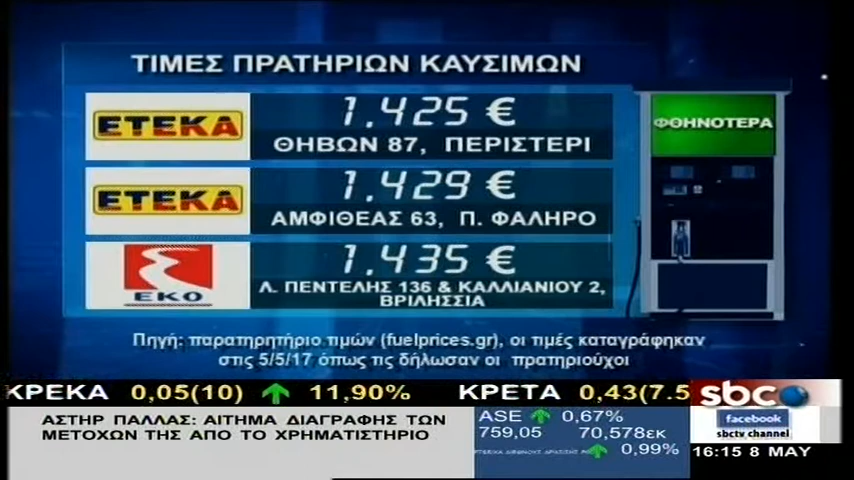 ΤΙΜΕΣ ΠΡΑΤΗΡΙΩΝ ΚΑΥΣΙΜΩΝ
ΕΤΕΚΑ
1.425 €
ΘΗΒΩΝ 87, ΠΕΡΙΣΤΕΡΙ
ΦΘΗΝΟΤΕΡΑ
ΕΤΕΚΑ
1.429 €
ΑΜΦΙΘΕΑΣ 63, Π. ΦΑΛΗΡΟ
ΕΚΟ
1.435 €
Λ. ΠΕΝΤΕΛΗΣ 136 & ΚΑΛΛΙΑΝΙΟΥ 2,
ΒΡΙΛΗΣΣΙΑ
Πηγή: παρατηρητήριο τιμών (fuelprices.gr), οι τιμές καταγράφηκαν
στις 5/5/17 όπως τις δήλωσαν οι πρατηριούχοι
ΚΡΕΚΑ 0,05(10) 11,90% ΚΡΕΤΑ 0,43(7.5
sbc
ΑΣΤΗΡ ΠΑΛΛΑΣ: ΑΙΤΗΜΑ ΔΙΑΓΡΑΦΗΣ ΤΩΝ
ΜΕΤΟΧΩΝ ΤΗΣ ΑΠΟ ΤΟ ΧΡΗΜΑΤΙΣΤΗΡΙΟ
ASE 0,67%
759,05 70,578εκ
0,99%
facebook
sbctv channel
16:15 8 MAY